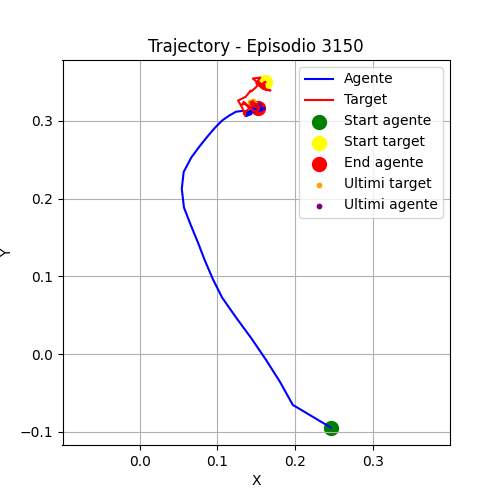 Trajectory - Episodio 3150
Agente
Target
Start agente
Start target
End agente
Ultimi target
Ultimi agente
Y
0.3
0.2
0.1
0.0
−0.1
0.0
0.1
0.2
0.3
X